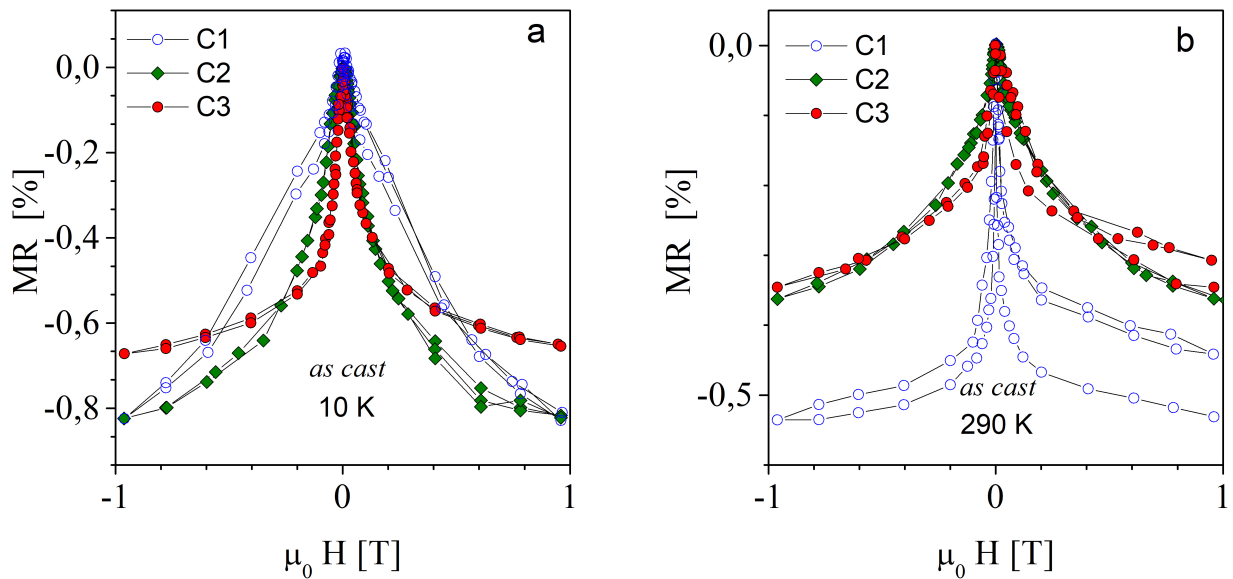 a
C1
C2
C3
0,0
-0,2
-0,4
-0,6
-0,8
MR [%]
as cast
10 K
-1 0 1
μ0 H [T]
b
C1
C2
C3
0,0
-0,5
MR [%]
as cast
290 K
-1 0 1
μ0 H [T]